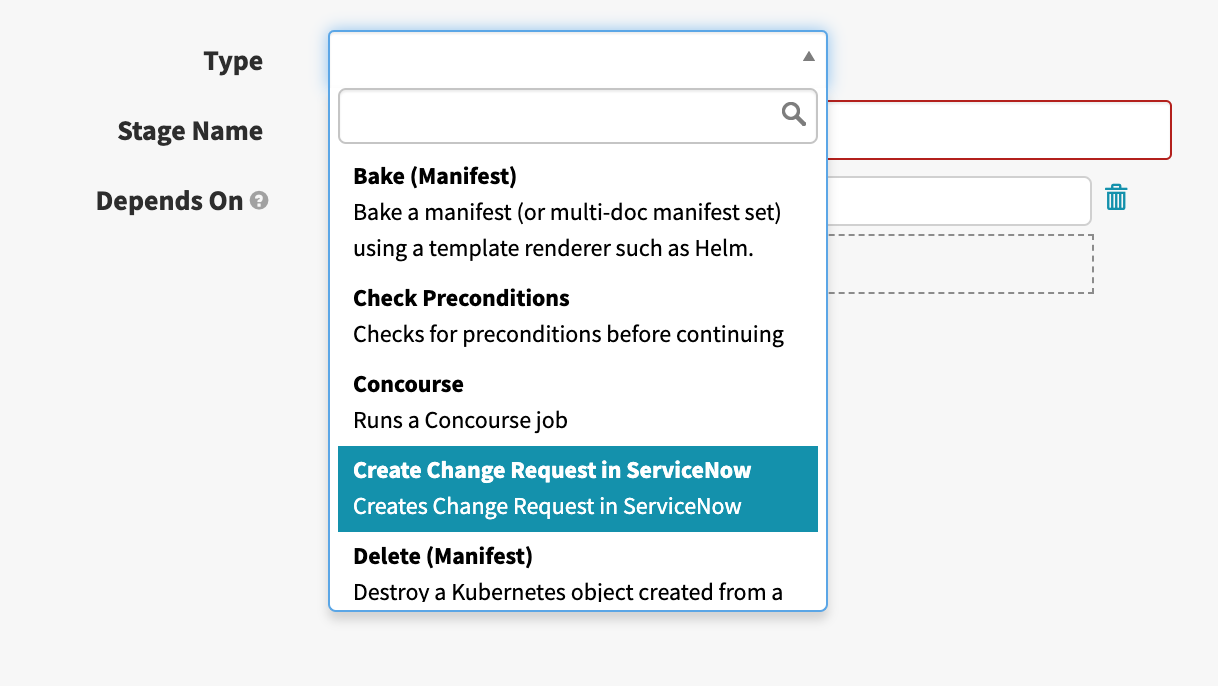 Type
Stage Name
Depends On ?
Bake (Manifest)
Bake a manifest (or multi-doc manifest set)
using a template renderer such as Helm.
Check Preconditions
Checks for preconditions before continuing
Concourse
Runs a Concourse job
Create Change Request in ServiceNow
Creates Change Request in ServiceNow
Delete (Manifest)
Destroy a Kubernetes object created from a